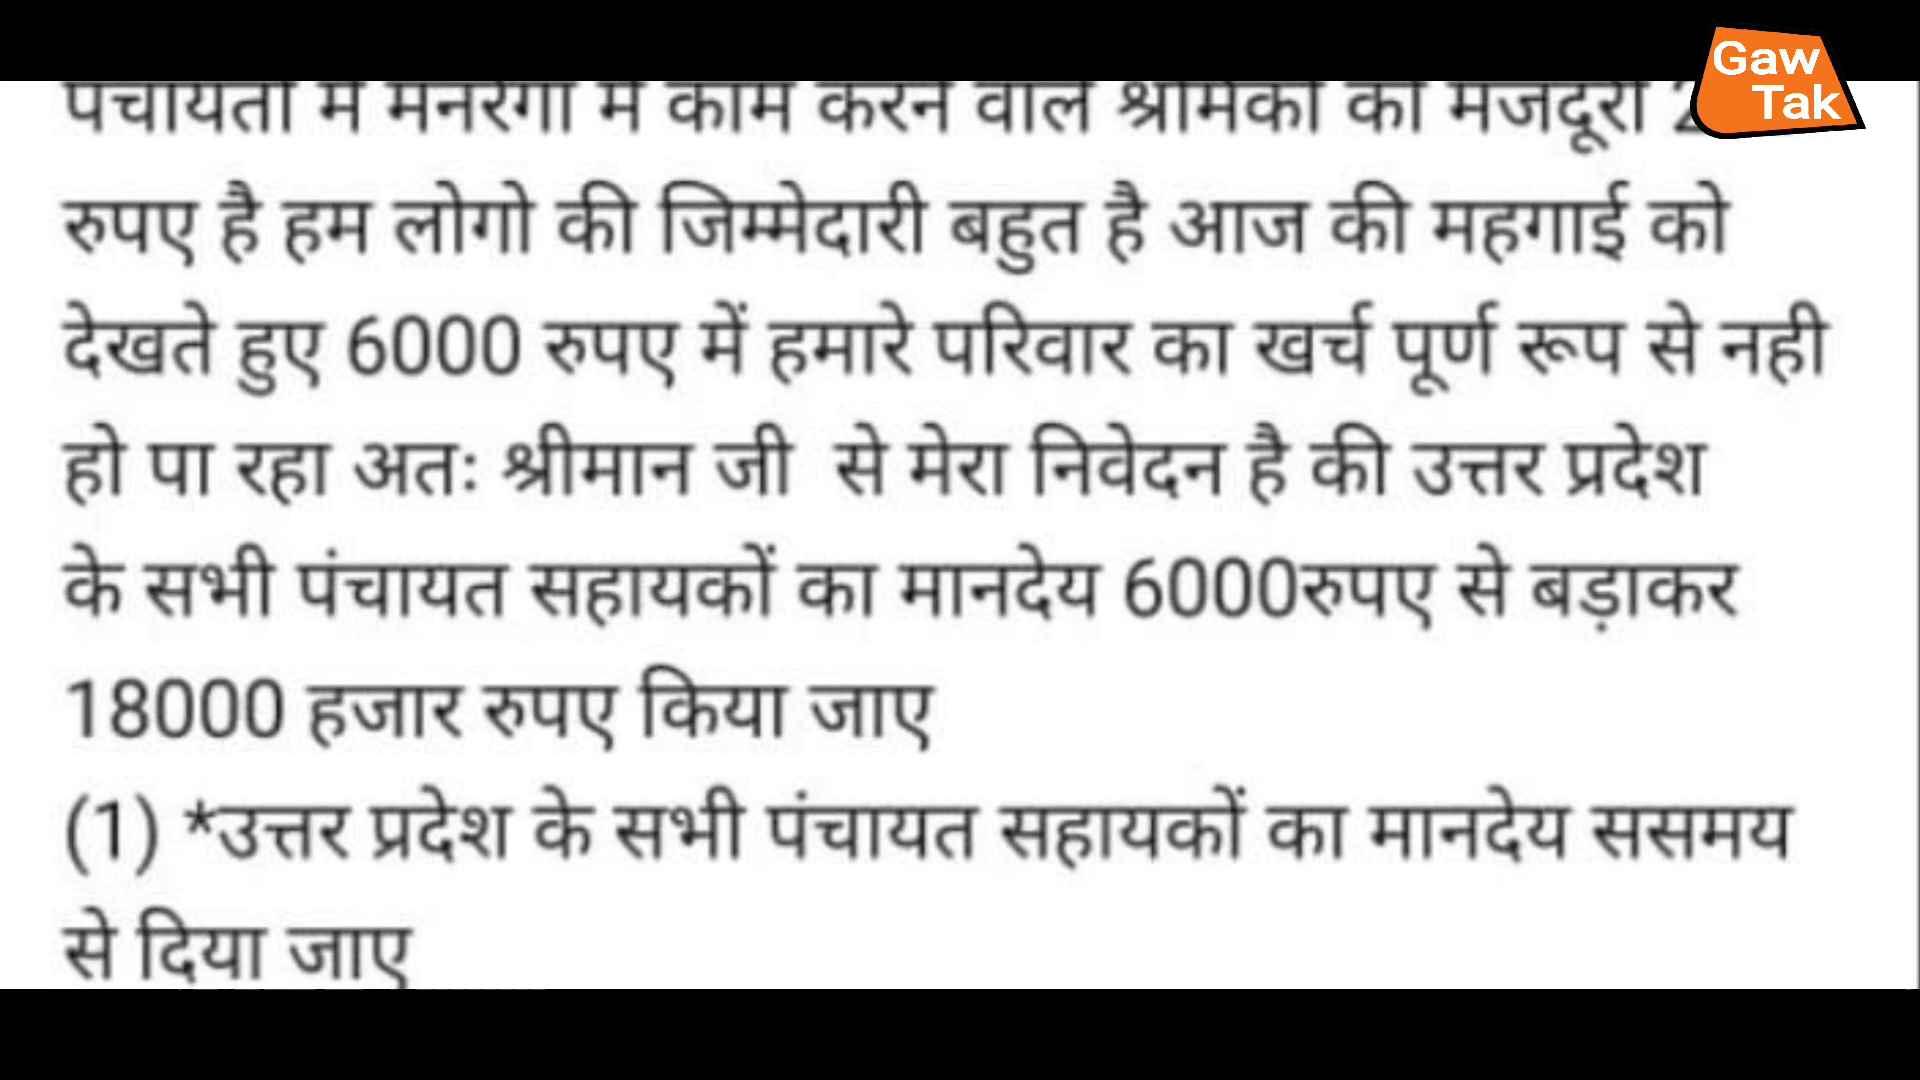 पंचायतों में मनरेगा में काम करने वाले श्रमिकों की मजदूरी
रुपए है हम लोगो की जिम्मेदारी बहुत है आज की महगाई को
देखते हुए 6000 रुपए में हमारे परिवार का खर्च पूर्ण रूप से नही
हो पा रहा अतः श्रीमान जी से मेरा निवेदन है की उत्तर प्रदेश
के सभी पंचायत सहायकों का मानदेय 6000रुपए से बड़ाकर
18000 हजार रुपए किया जाए
(1) *उत्तर प्रदेश के सभी पंचायत सहायकों का मानदेय ससमय
से दिया जाए
Gaw
Tak